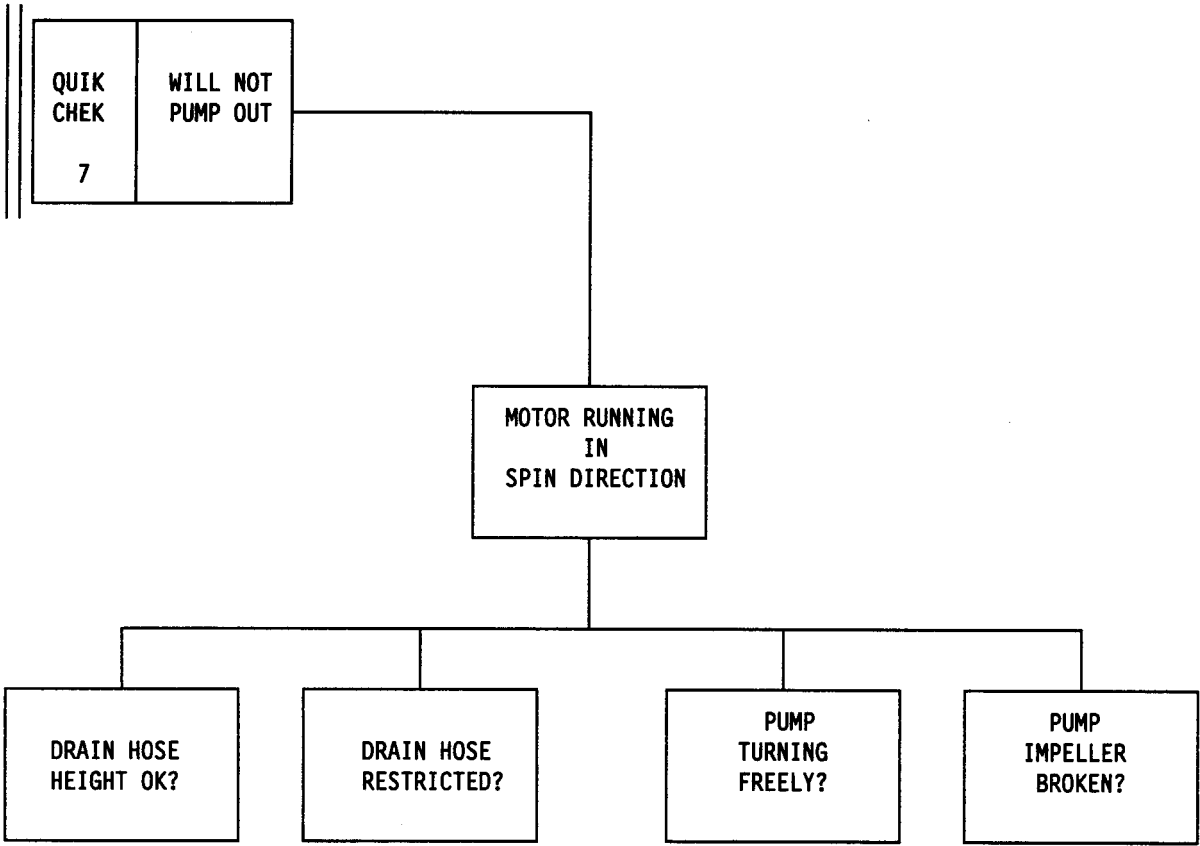 QUIK
CHEK
7
WILL NOT
PUMP OUT
MOTOR RUNNING
IN
SPIN DIRECTION
DRAIN HOSE
HEIGHT OK?
DRAIN HOSE
RESTRICTED?
PUMP
TURNING
FREELY?
PUMP
IMPELLER
BROKEN?